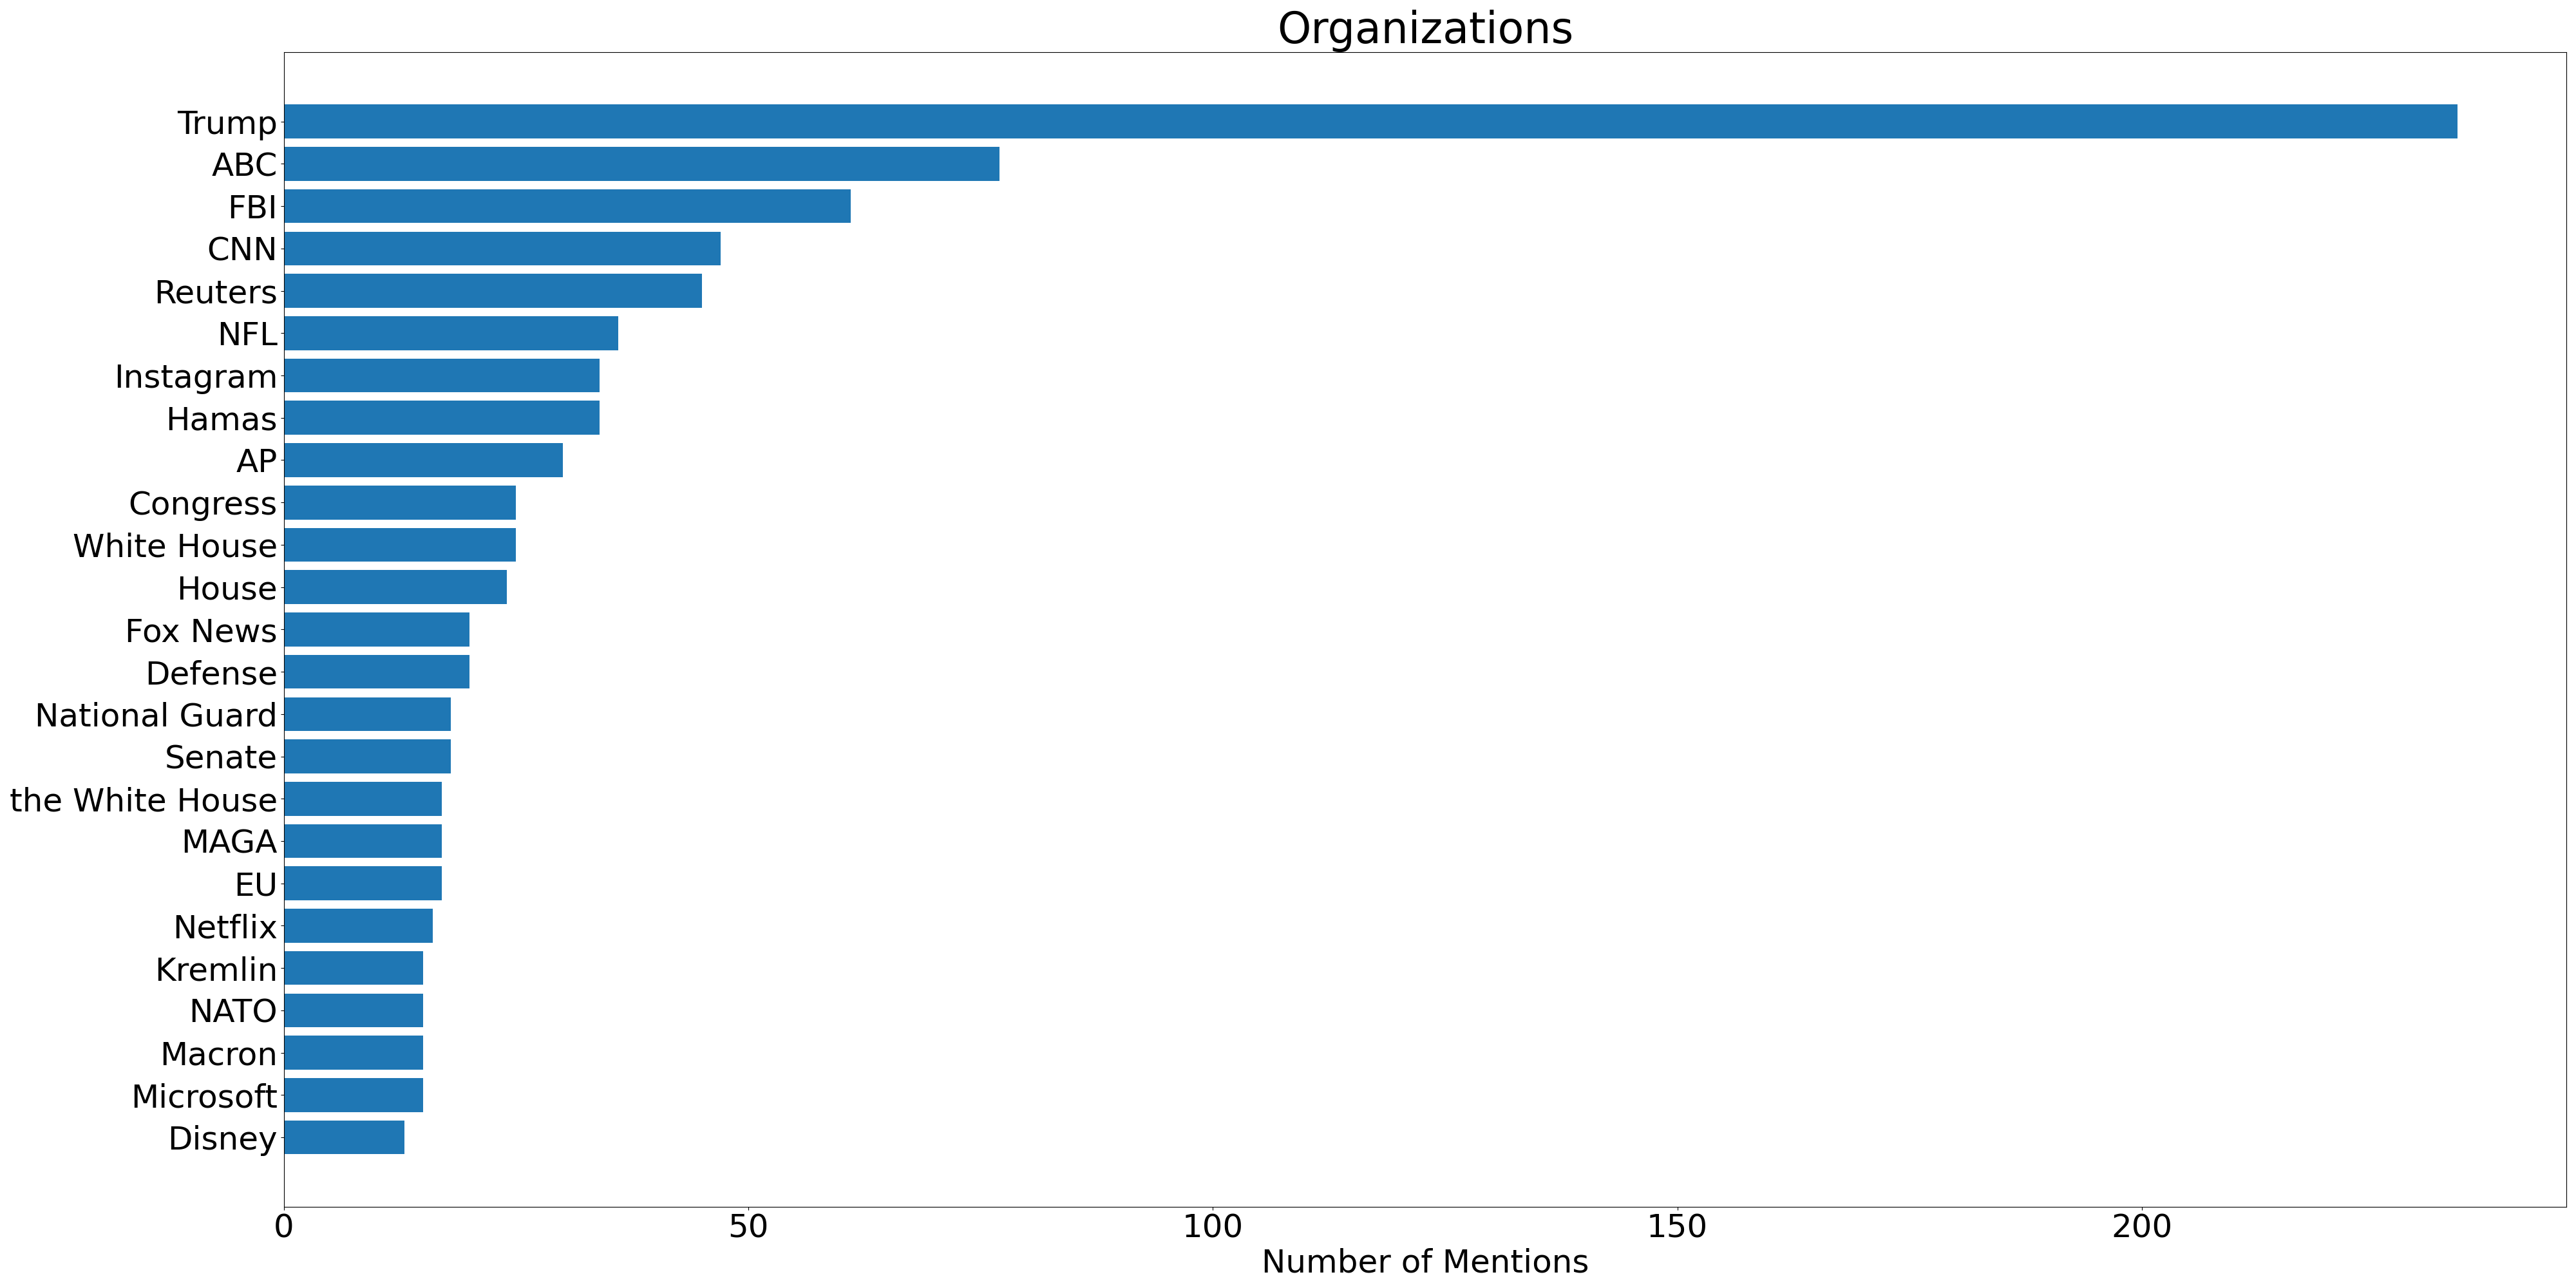 Organizations
Trump
ABC
FBI
CNN
Reuters
NFL
Instagram
Hamas
AP
Congress
White House
House
Fox News
Defense
National Guard
Senate
the White House
MAGA
EU
Netflix
Kremlin
NATO
Macron
Microsoft
Disney
0 50 100 150 200
Number of Mentions